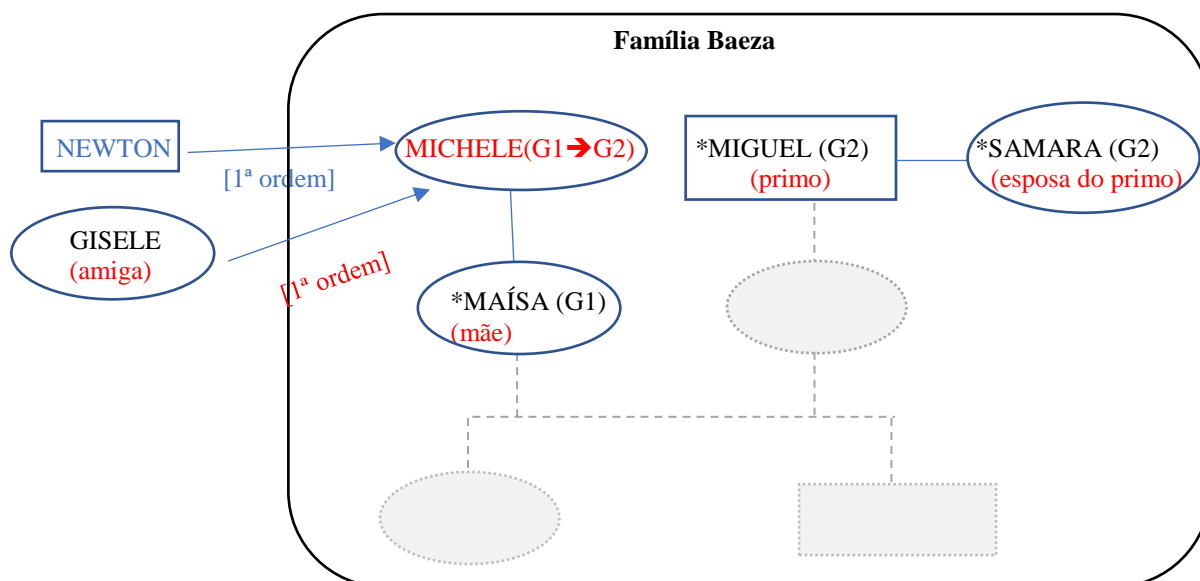 Família Baeza
NEWTON
[1ª ordem]
MICHELE(G1🡺G2)
*MIGUEL (G2)
(primo)
*SAMARA (G2)
(esposa do primo)
GISELE
(amiga)
[1ª ordem]
*MAÍSA (G1)
(mãe)